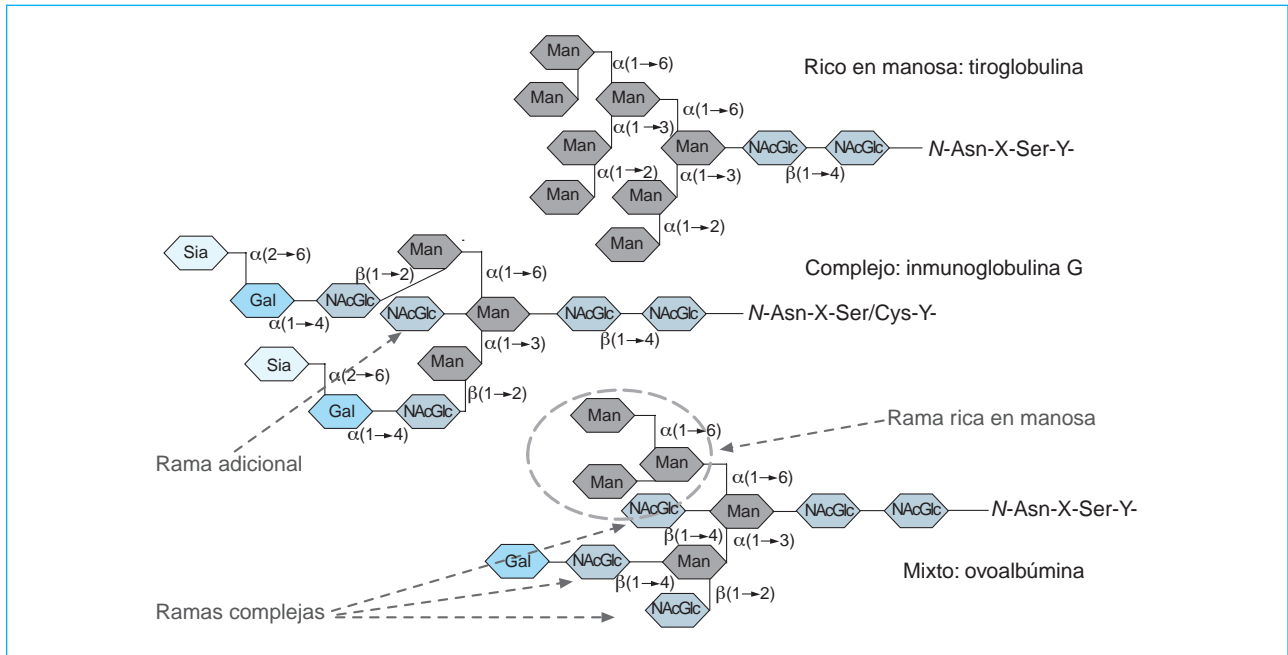 Man
α(1→6)
Rico en manosa: tiroglobulina
Man
Man
α(1→6)
α(1→3)
Man
Man
NAcGlc
NAcGlc
N-Asn-X-Ser-Y-
α(1→2)
α(1→3)
β(1→4)
Man
Man
α(1→2)
Man
Sia
Man
α(2→6)
β(1→2)
α(1→6)
Complejo: inmunoglobulina G
Gal
NAcGlc
α(1→4)
NAcGlc
Man
NAcGlc
NAcGlc
N-Asn-X-Ser/Cys-Y-
β(1→4)
α(1→3)
Sia
Man
α(2→6)
β(1→2)
Gal
NAcGlc
α(1→4)
Man
Rama rica en manosa
α(1→6)
Rama adicional
Man
Man
α(1→6)
NAcGlc
Man
NAcGlc
NAcGlc
N-Asn-X-Ser-Y-
β(1→4)
α(1→3)
Gal
NAcGlc
Man
Mixto: ovoalbúmina
β(1→4)
β(1→2)
Ramas complejas
NAcGlc